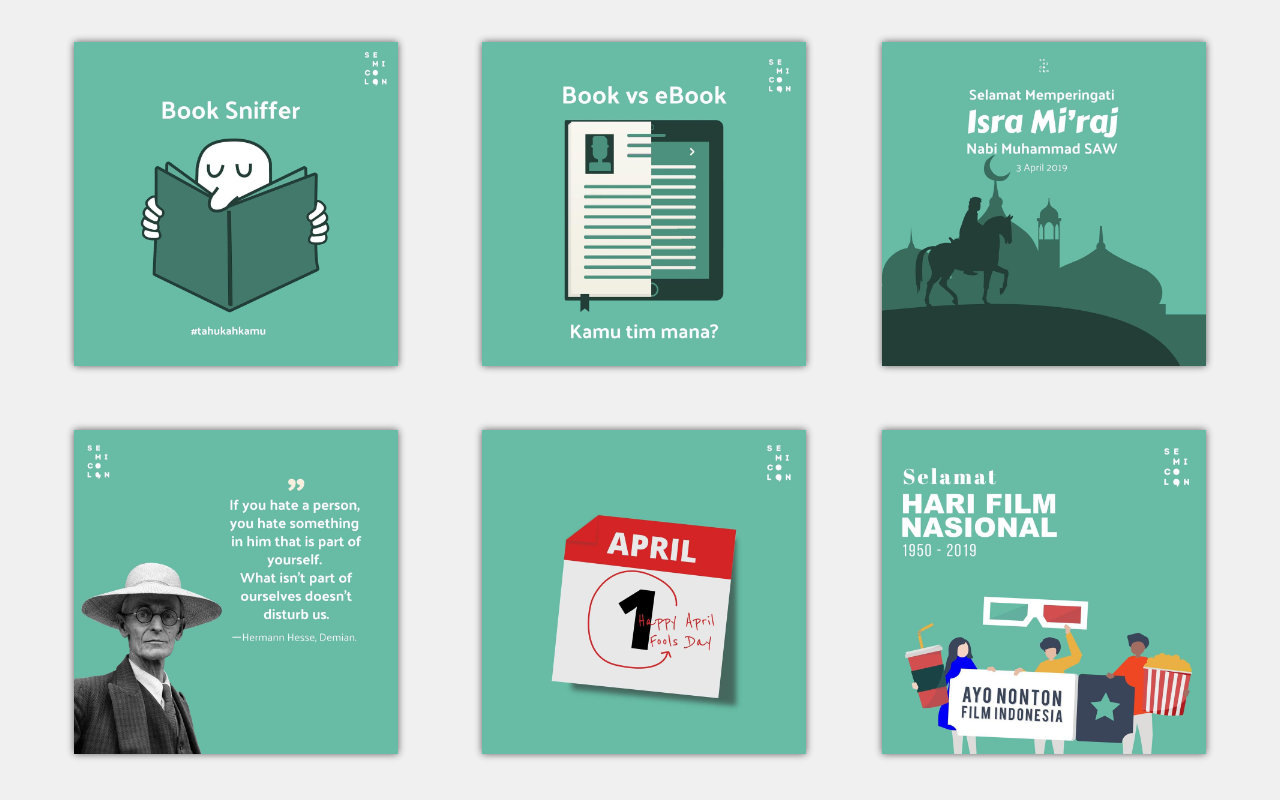 SE
MI
CO
LON
Book Sniffer
#tahukahkamu
SE
MI
CO
LON
Book vs eBook
Kamu tim mana?
Selamat Memperingati
Isra Mi'raj
Nabi Muhammad SAW
3 April 2019
SE
MI
CO
LON
”
If you hate a person,
you hate something
in him that is part of
yourself.
What isn't part of
ourselves doesn't
disturb us.
—Hermann Hesse, Demian.
SE
MI
CO
LON
APRIL
1
Happy April
Fools Day
SE
MI
CO
LON
Selamat
HARI FILM
NASIONAL
1950 - 2019
AYO NONTON
FILM INDONESIA